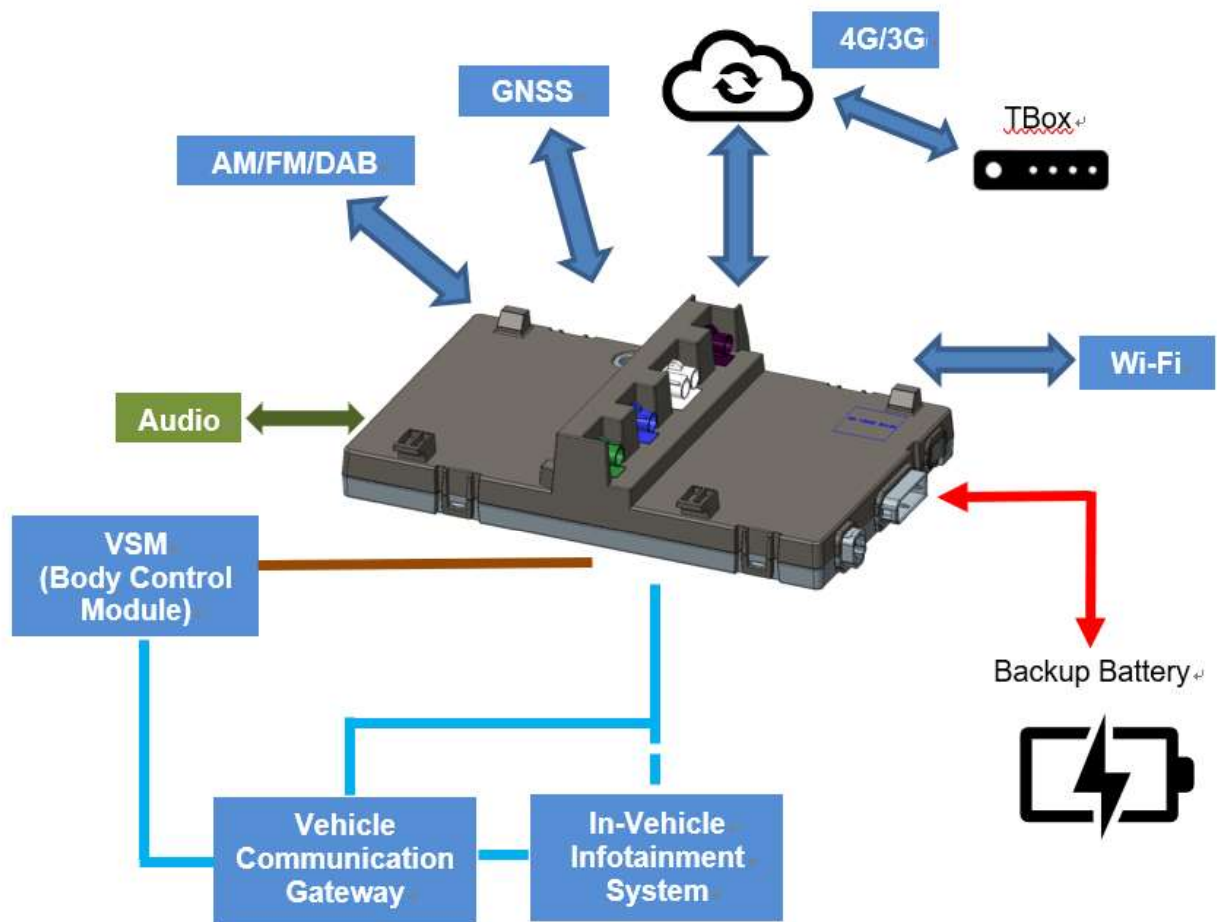 4G/3G
GNSS
TBox
AM/FM/DAB
Wi-Fi
Audio
VSM
(Body Control
Module)
Backup Battery
Vehicle
Communication
Gateway
In-Vehicle
Infotainment
System